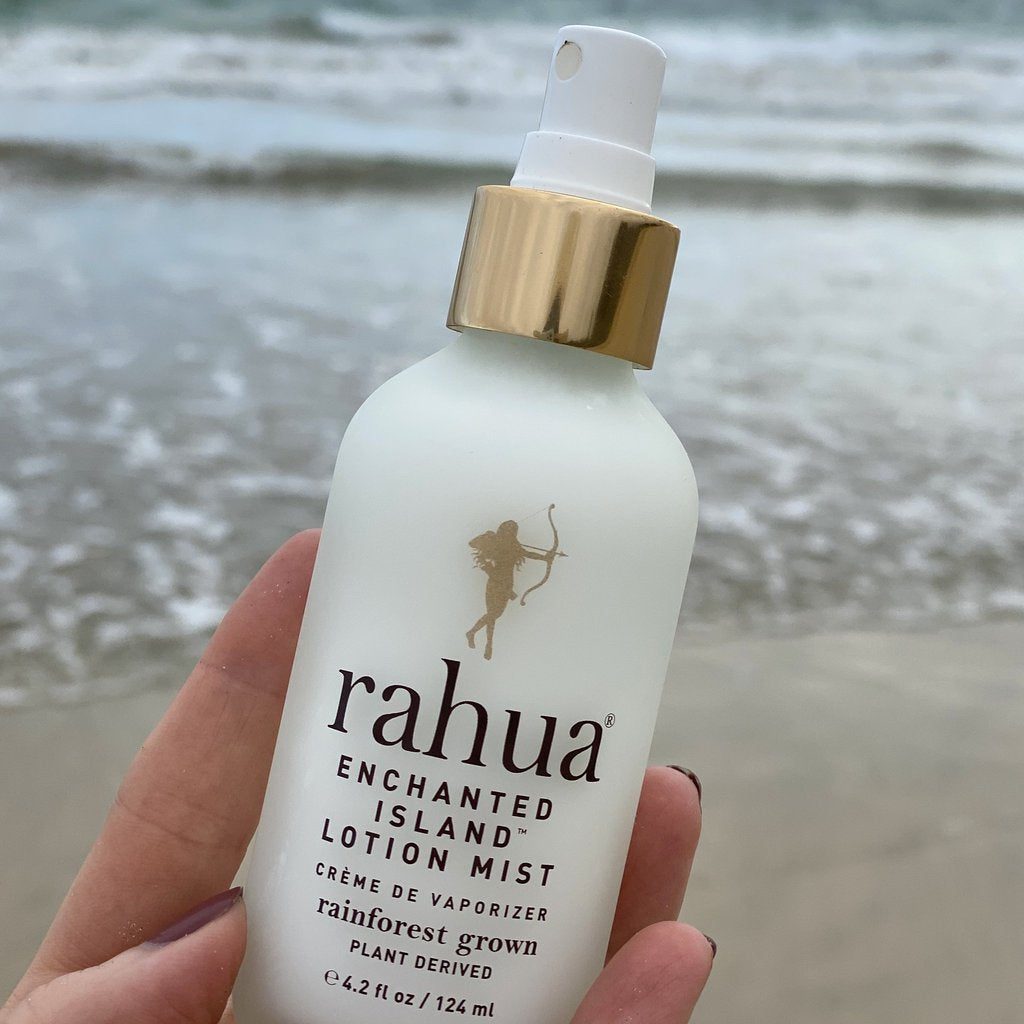 rahua®
ENCHANTED
ISLAND™
LOTION MIST
CRÈME DE VAPORIZER
rainforest grown
PLANT DERIVED
℮ 4.2 fl oz / 124 ml